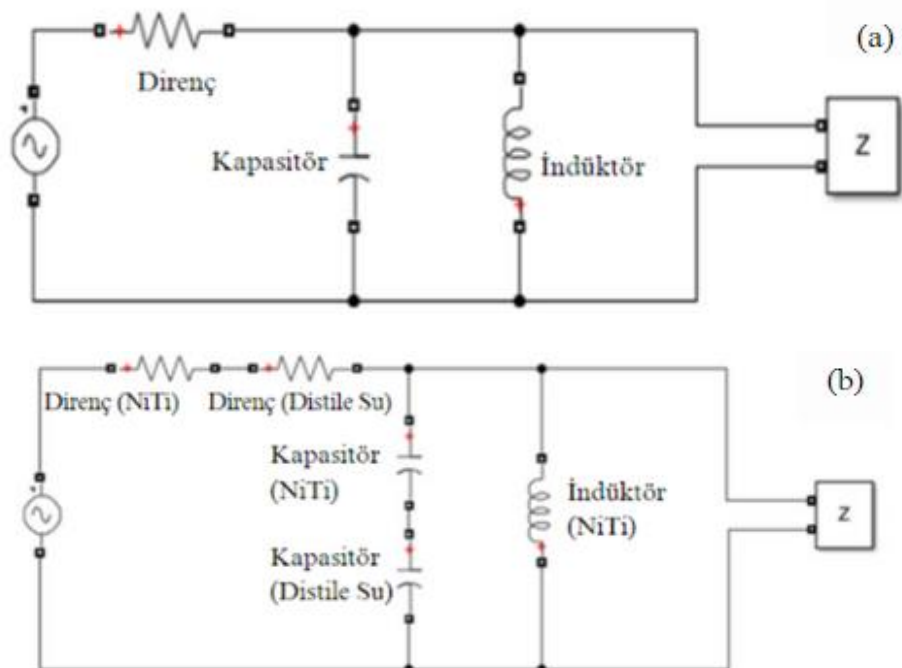 (a)
Direnç
Kapasitör
İndüktör
Z
(b)
Direnç (NiTi)
Direnç (Distile Su)
Kapasitör
(NiTi)
İndüktör
(NiTi)
z
Kapasitör
(Distile Su)